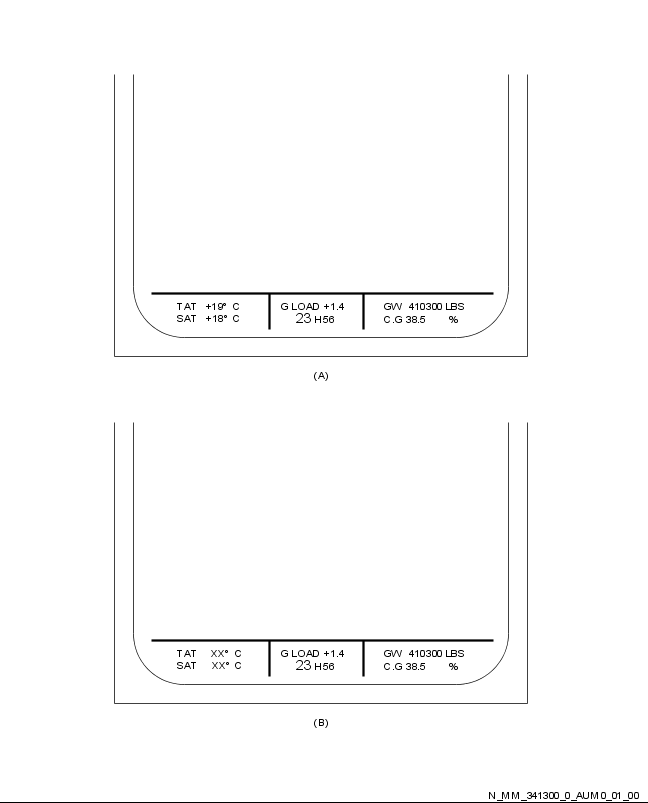 TAT +19° C G LOAD +1.4 GW 410300 LBS
SAT +18° C 23 H56 C.G 38.5 %
(A)
TAT XX° C G LOAD +1.4 GW 410300 LBS
SAT XX° C 23 H56 C.G 38.5 %
(B)
N_MM_341300_0_AUM0_01_00